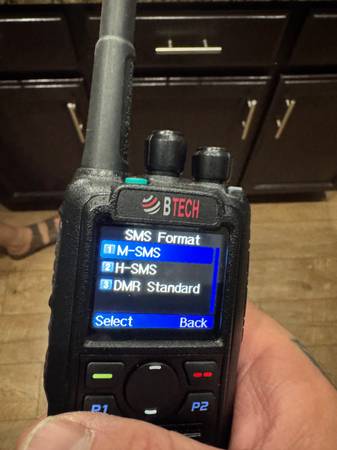 BTECH
SMS Format
1 M-SMS
2 H-SMS
3 DMR Standard
Select Back
P1 P2